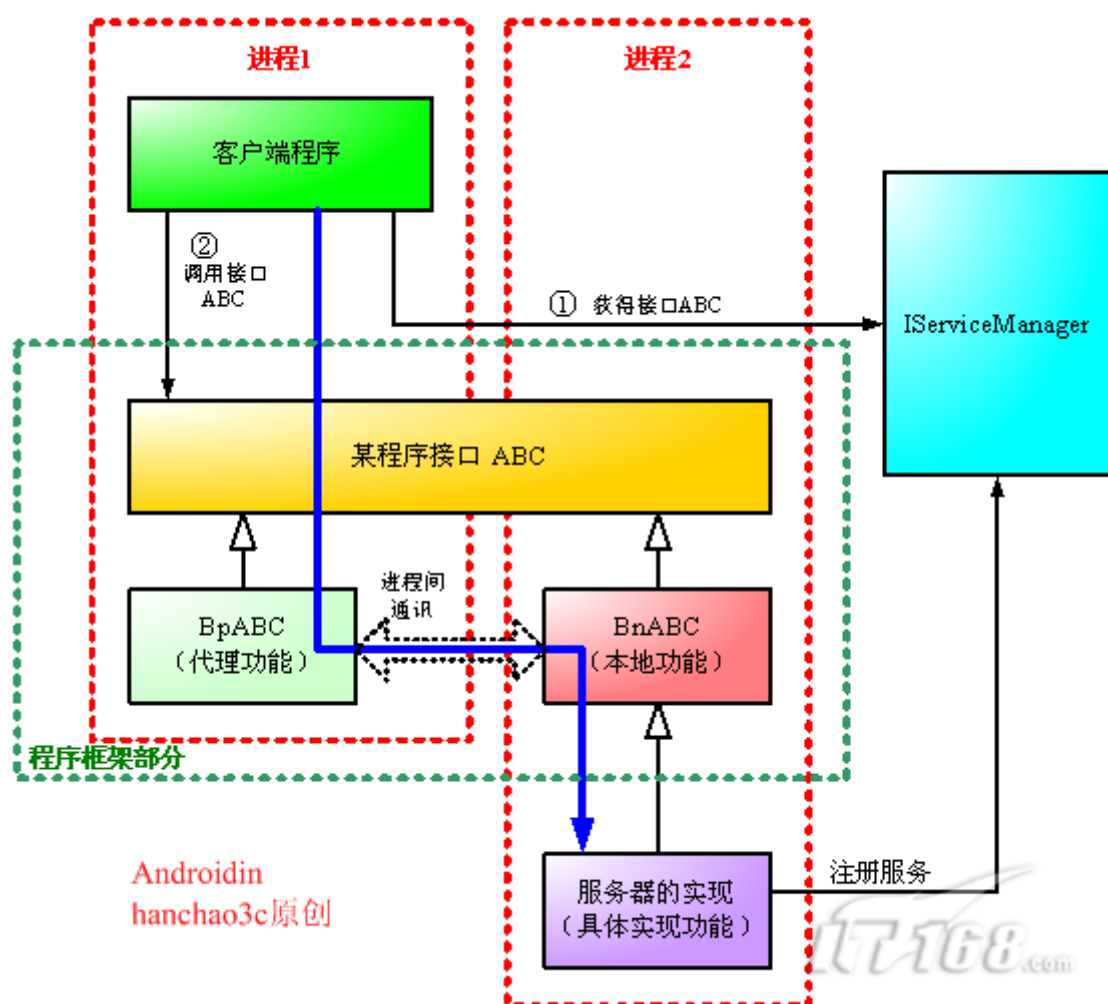 进程1
进程2
客户端程序
②
调用接口
ABC
① 获得接口ABC
IServiceManager
某程序接口 ABC
进程间
通讯
BpABC
（代理功能）
BnABC
（本地功能）
程序框架部分
Androidin
hanchao3c原创
服务器的实现
（具体实现功能）
注册服务
IT168.com